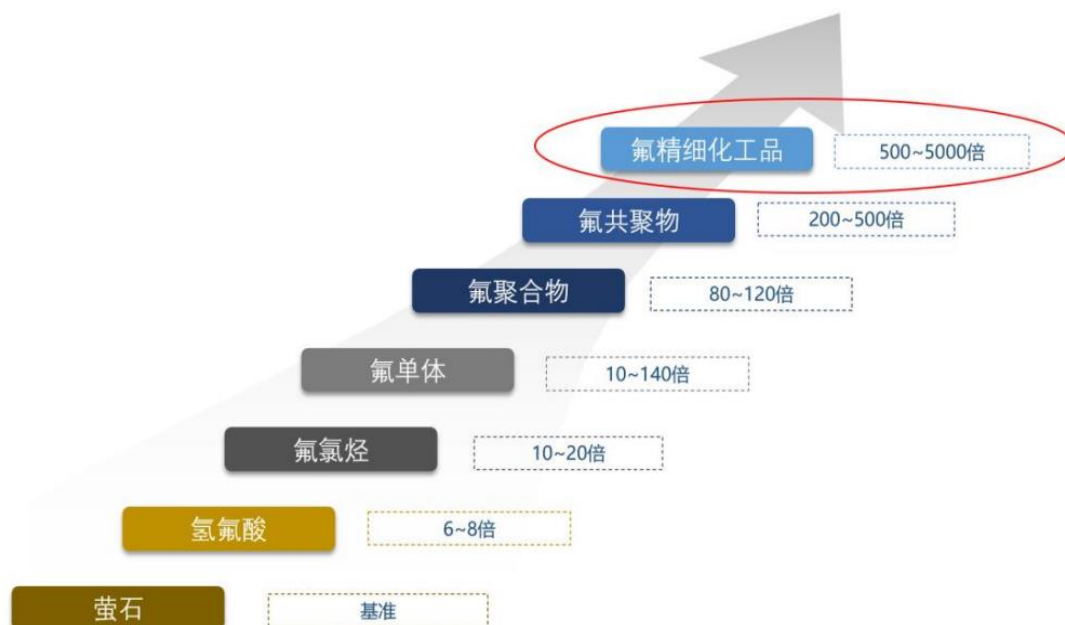 氟精细化工品 500~5000倍
氟共聚物 200~500倍
氟聚合物 80~120倍
氟单体 10~140倍
氟氯烃 10~20倍
氢氟酸 6~8倍
萤石 基准